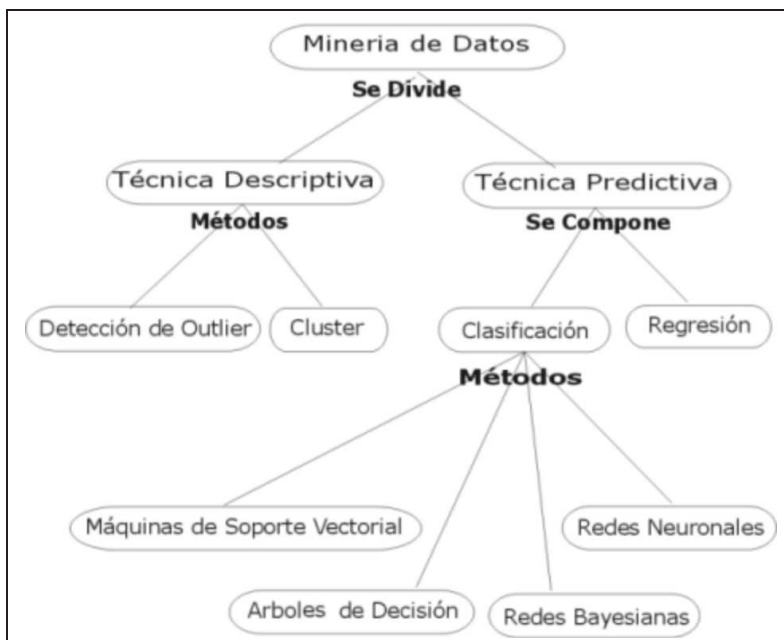 Mineria de Datos
Se Divide
Técnica Descriptiva
Técnica Predictiva
Métodos
Se Compone
Detección de Outlier
Cluster
Clasificación
Regresión
Métodos
Máquinas de Soporte Vectorial
Redes Neuronales
Arboles de Decisión
Redes Bayesianas